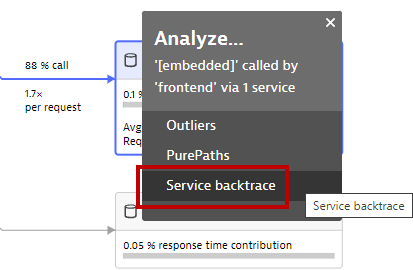 88 % call
1.7x
per request
Analyze...
'[embedded]' called by
'frontend' via 1 service
0.1
Avg
Req
Outliers
PurePaths
Service backtrace
Service backtrace
0.05 % response time contribution